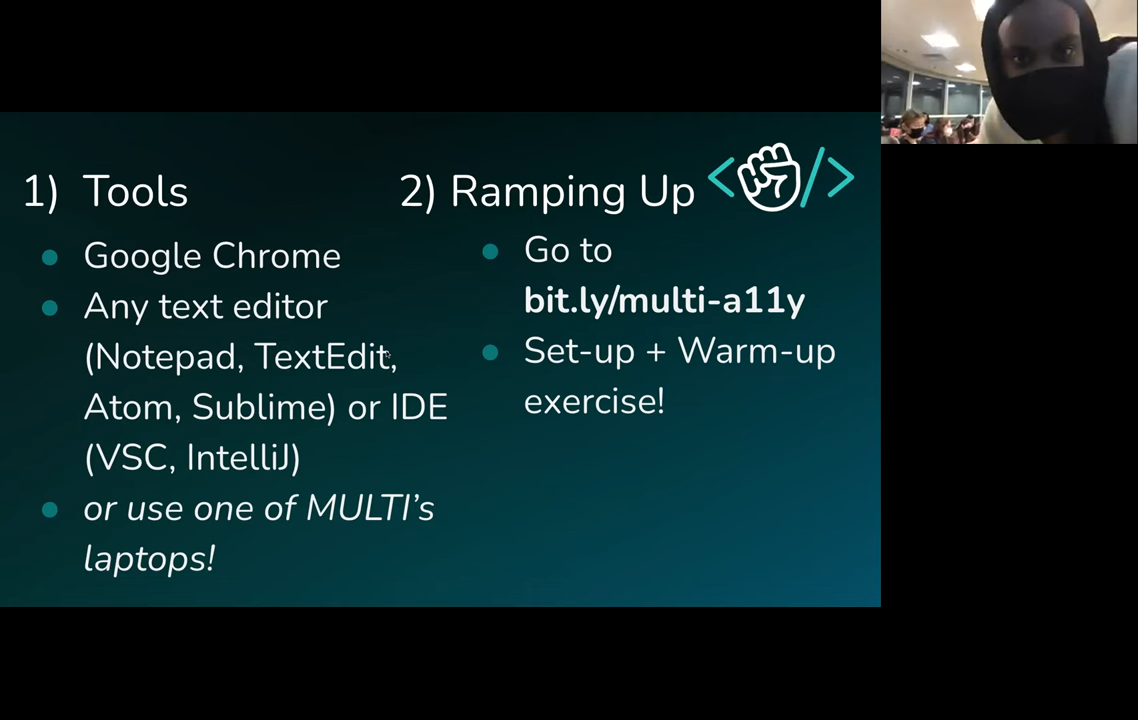 1) Tools
● Google Chrome
● Any text editor
(Notepad, TextEdit,
Atom, Sublime) or IDE
(VSC, IntelliJ)
● or use one of MULTI’s
laptops!
2) Ramping Up
● Go to
bit.ly/multi-a11y
● Set-up + Warm-up
exercise!